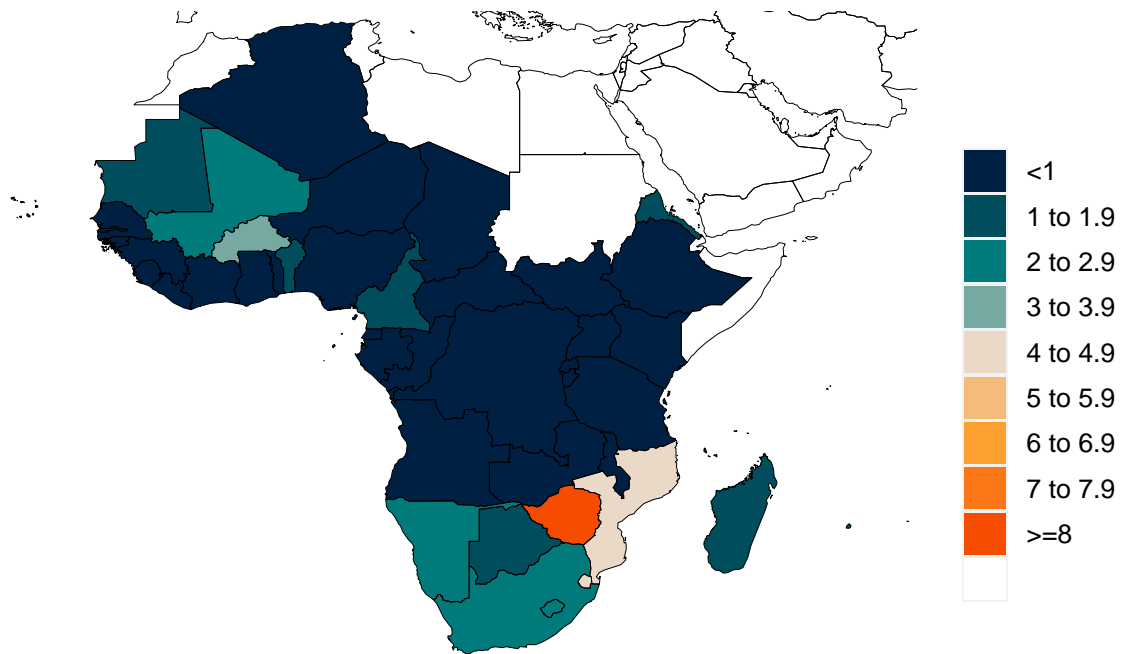 <1
1 to 1.9
2 to 2.9
3 to 3.9
4 to 4.9
5 to 5.9
6 to 6.9
7 to 7.9
>=8